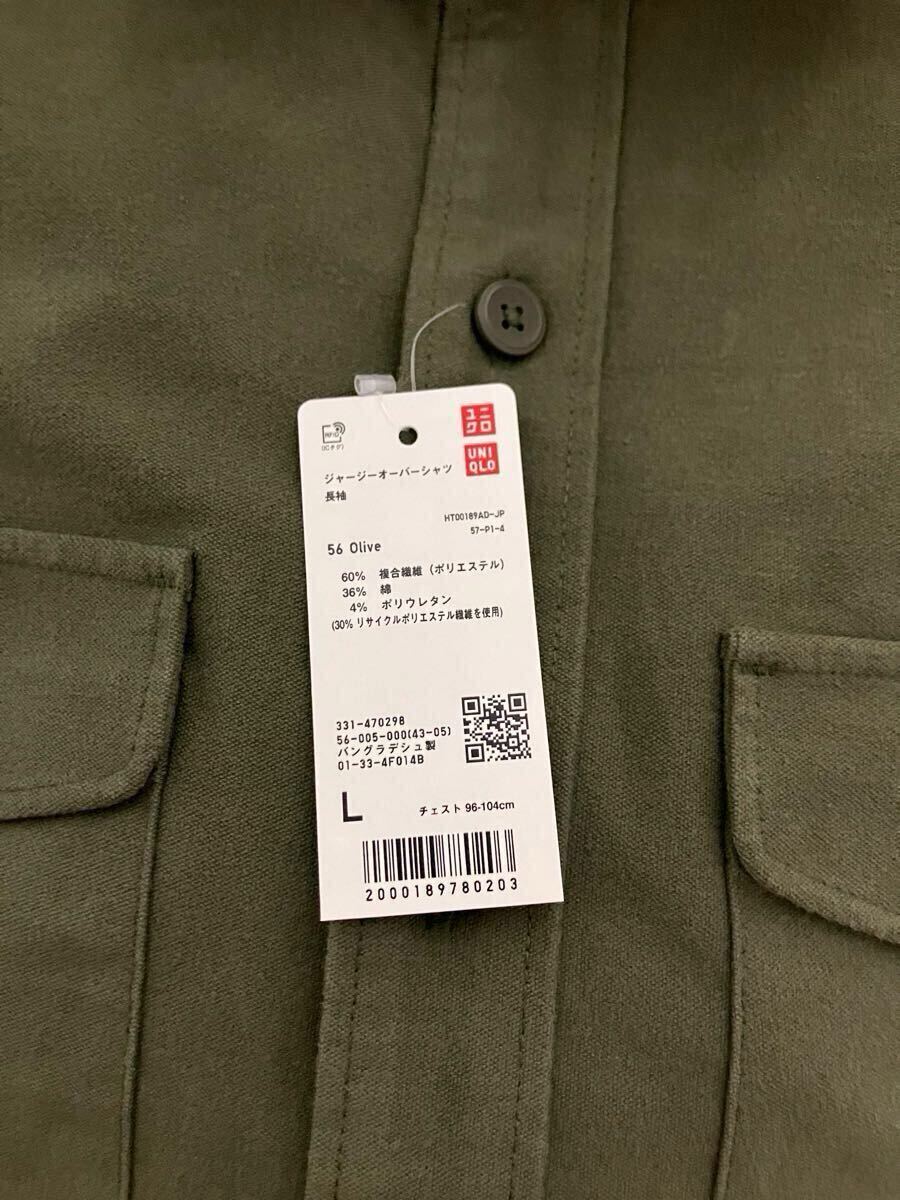 RFID
(ICタグ)
ユニ
クロ
UNI
QLO
ジャージーオーバーシャツ
長袖
HT00189AD-JP
57-P1-4
56 Olive
60% 複合繊維 (ポリエステル)
36% 綿
4% ポリウレタン
(30% リサイクルポリエステル繊維を使用)
331-470298
56-005-000(43-05)
バングラデシュ製
01-33-4F014B
L チェスト 96-104cm
2000189780203